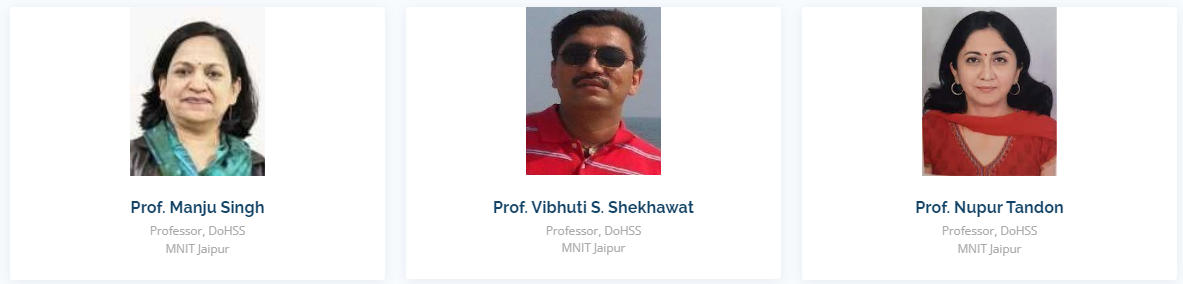 Prof. Manju Singh
Professor, DoHSS
MNIT Jaipur
Prof. Vibhuti S. Shekhawat
Professor, DoHSS
MNIT Jaipur
Prof. Nupur Tandon
Professor, DoHSS
MNIT Jaipur